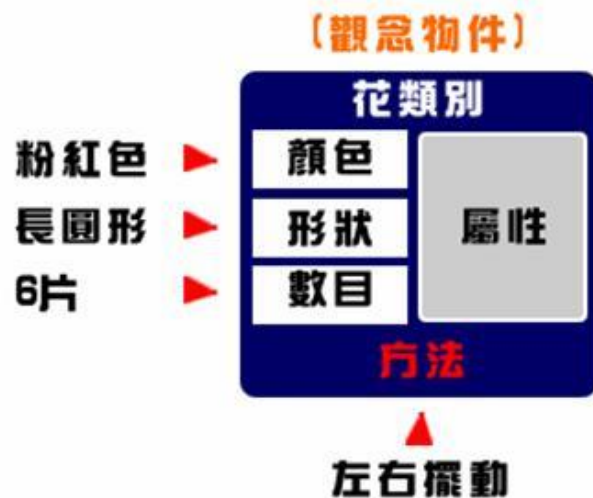 (觀念物件)
花類別
粉紅色 顏色
長圓形 形狀 屬性
6片 數目
方法
左右擺動